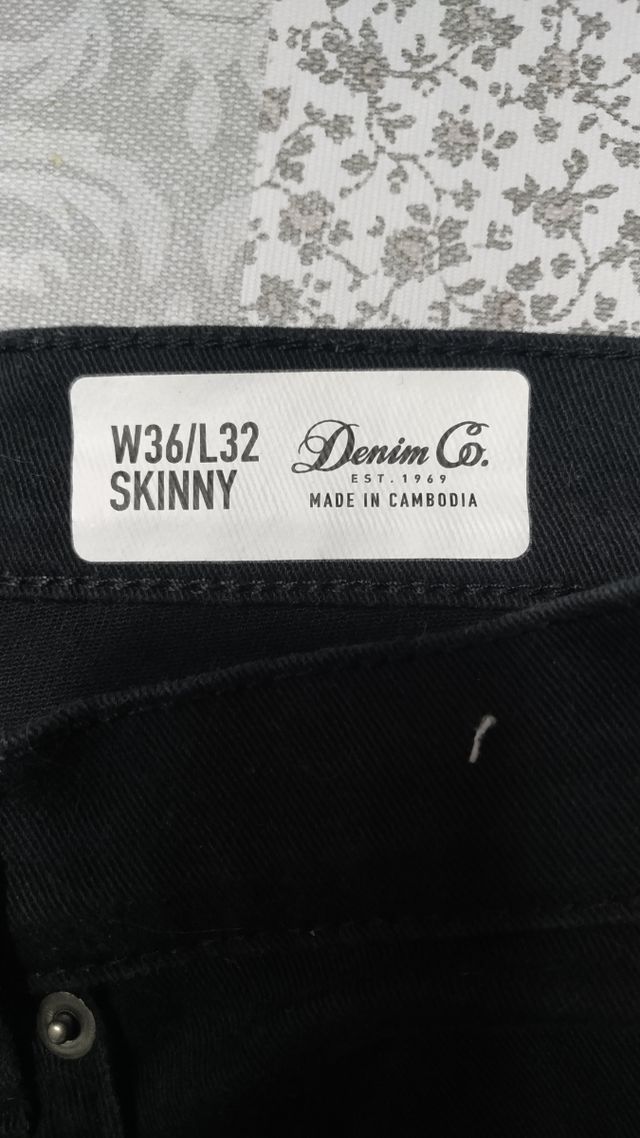 W36/L32
SKINNY
Denim Co.
EST. 1969
MADE IN CAMBODIA